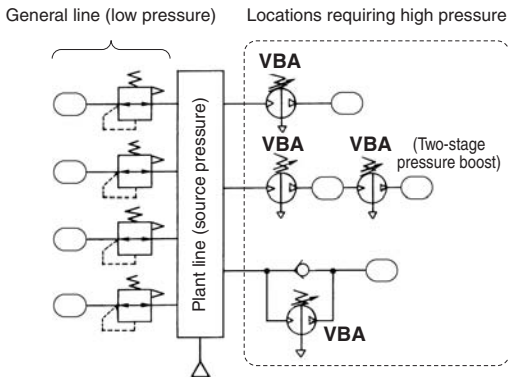 General line (low pressure)
Locations requiring high pressure
VBA
VBA
VBA
(Two-stage
pressure boost)
Plant line (source pressure)
VBA